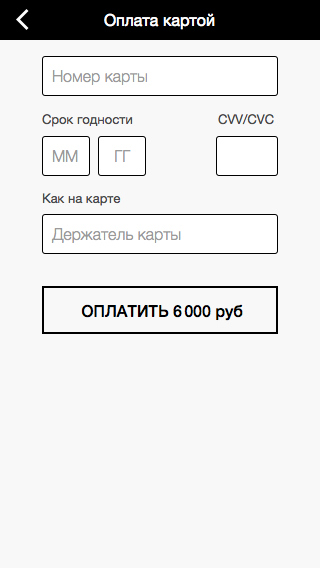 Оплата картой
Номер карты
Срок годности CVV/CVC
ММ ГГ
Как на карте
Держатель карты
ОПЛАТИТЬ 6 000 руб